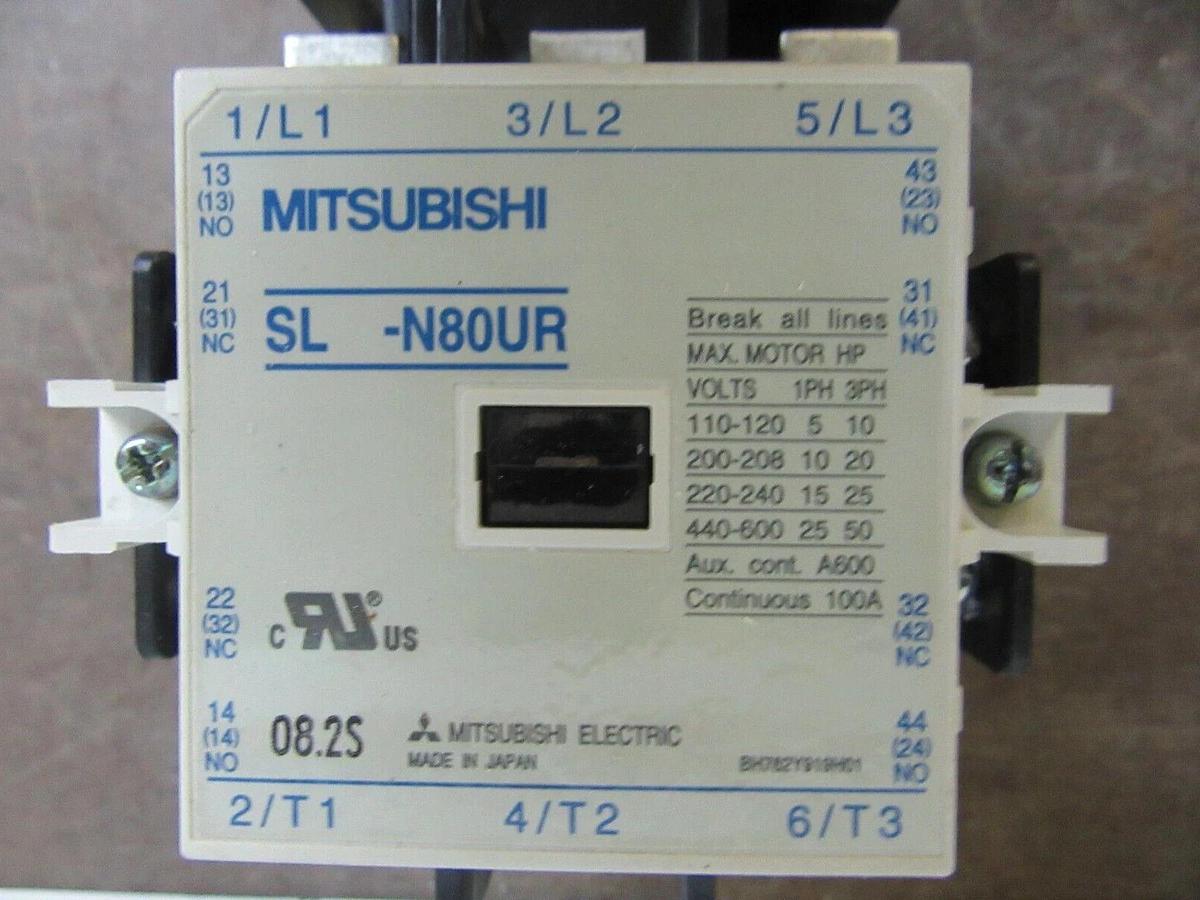 1/L1 3/L2 5/L3
13
(13)
NO
MITSUBISHI
43
(23)
NO
21
(31)
NC
SL -N80UR
31
(41)
NC
Break all lines
MAX. MOTOR HP
VOLTS 1PH 3PH
110-120 5 10
200-208 10 20
220-240 15 25
440-600 25 50
Aux. cont. A600
Continuous 100A
22
(32)
NC
C RU® US
32
(42)
NC
14
(14)
NO
08.2S
MITSUBISHI ELECTRIC
MADE IN JAPAN
BH762Y919H01
44
(24)
NO
2/T1 4/T2 6/T3